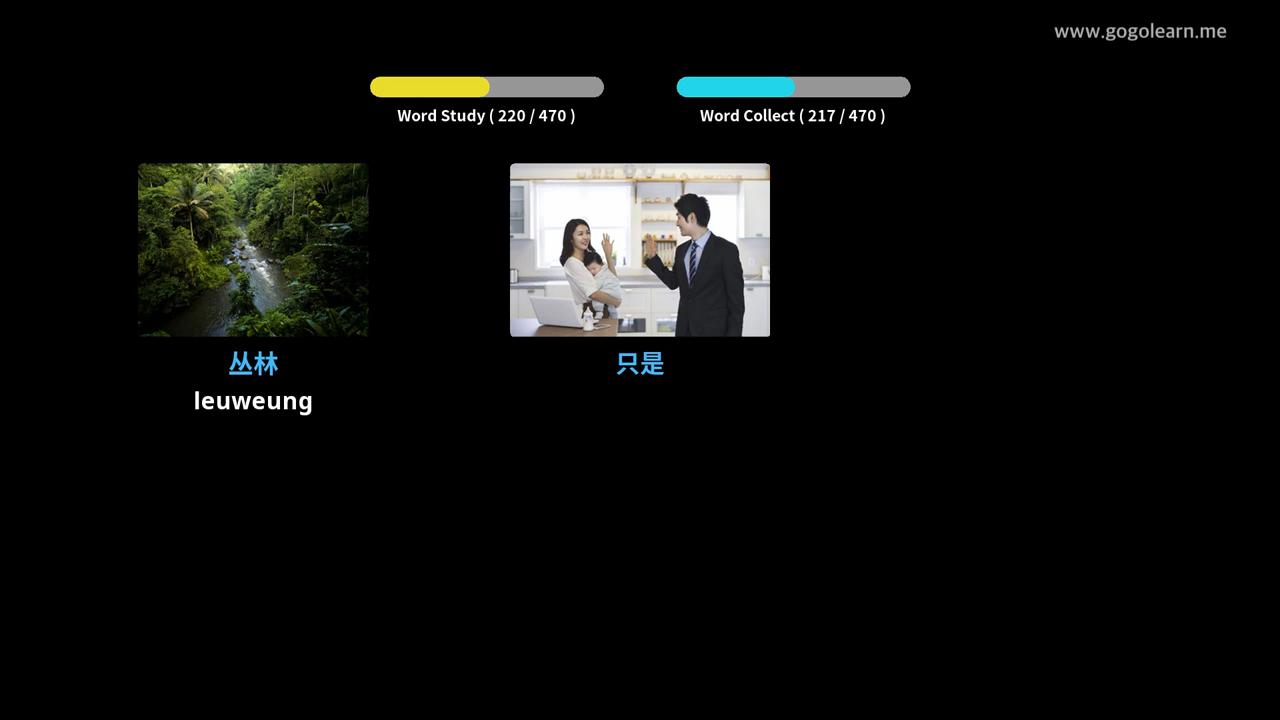 www.gogolearn.me
Word Study ( 220 / 470 )
Word Collect ( 217 / 470 )
丛林
leuweung
只是